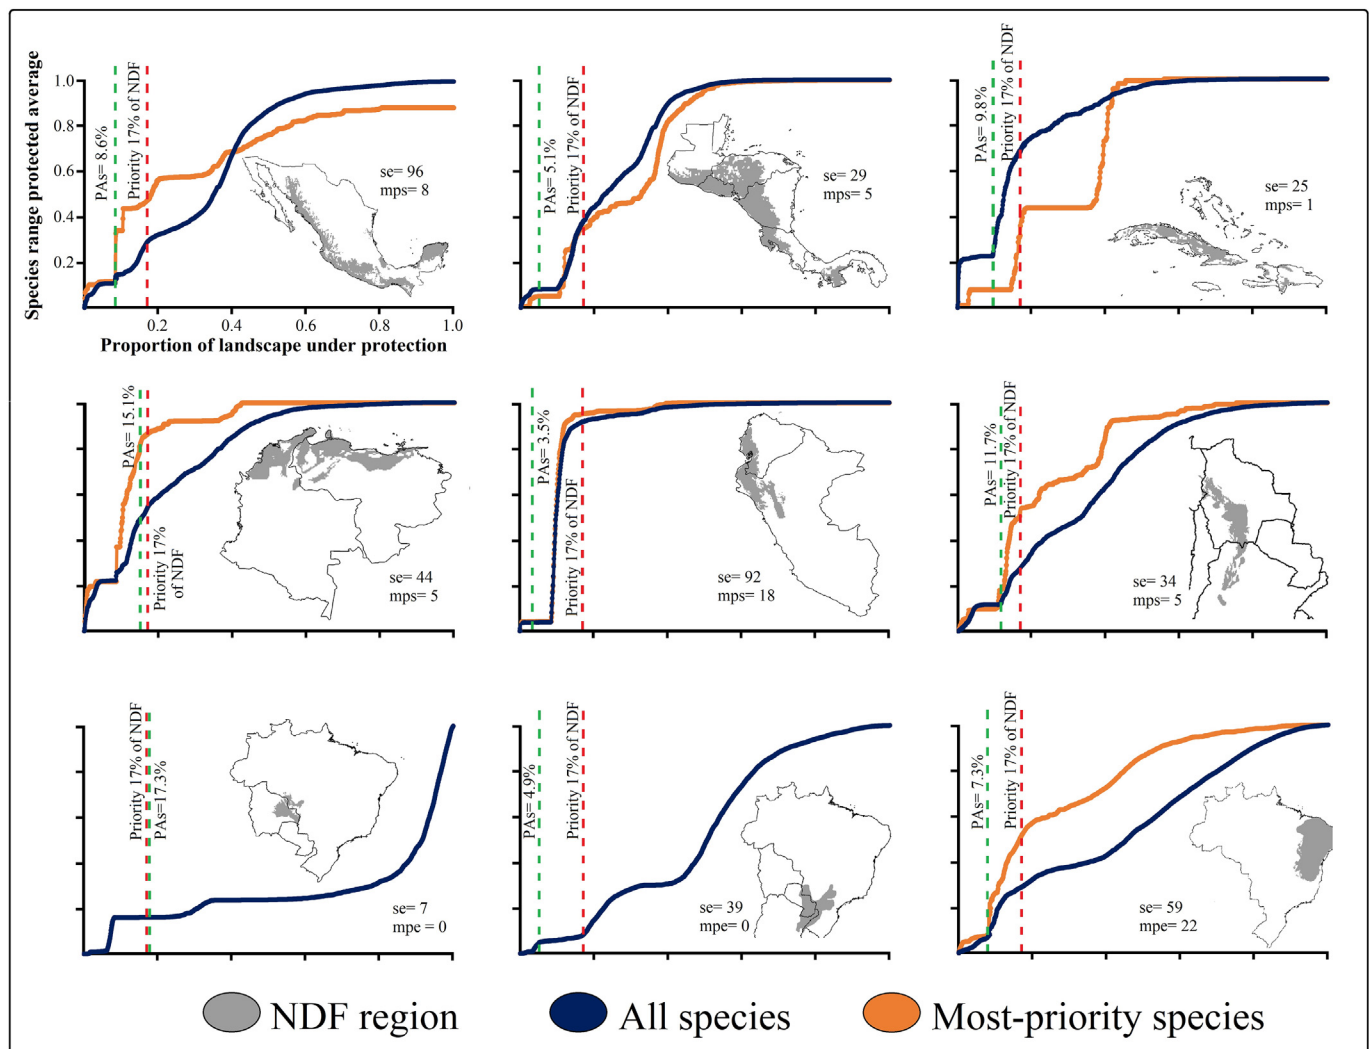 Species range protected average
1.0
0.8
0.6
0.4
0.2
PAs= 8.6%
Priority 17% of NDF
se= 96
mps= 8
0.2
0.4
0.6
0.8
1.0
Proportion of landscape under protection
PAs= 5.1%
Priority 17% of NDF
se= 29
mps= 5
PAs= 9.8%
Priority 17% of NDF
se= 25
mps= 1
PAs= 15.1%
Priority 17%
of NDF
se= 44
mps= 5
PAs= 3.5%
Priority 17% of NDF
se= 92
mps= 18
PAs= 11.7%
Priority 17% of NDF
se= 34
mps= 5
Priority 17% of NDF
PAs=17.3%
se= 7
mpe = 0
PAs= 4.9%
Priority 17% of NDF
se= 39
mpe= 0
PAs= 7.3%
Priority 17% of NDF
se= 59
mpe= 22
NDF region
All species
Most-priority species